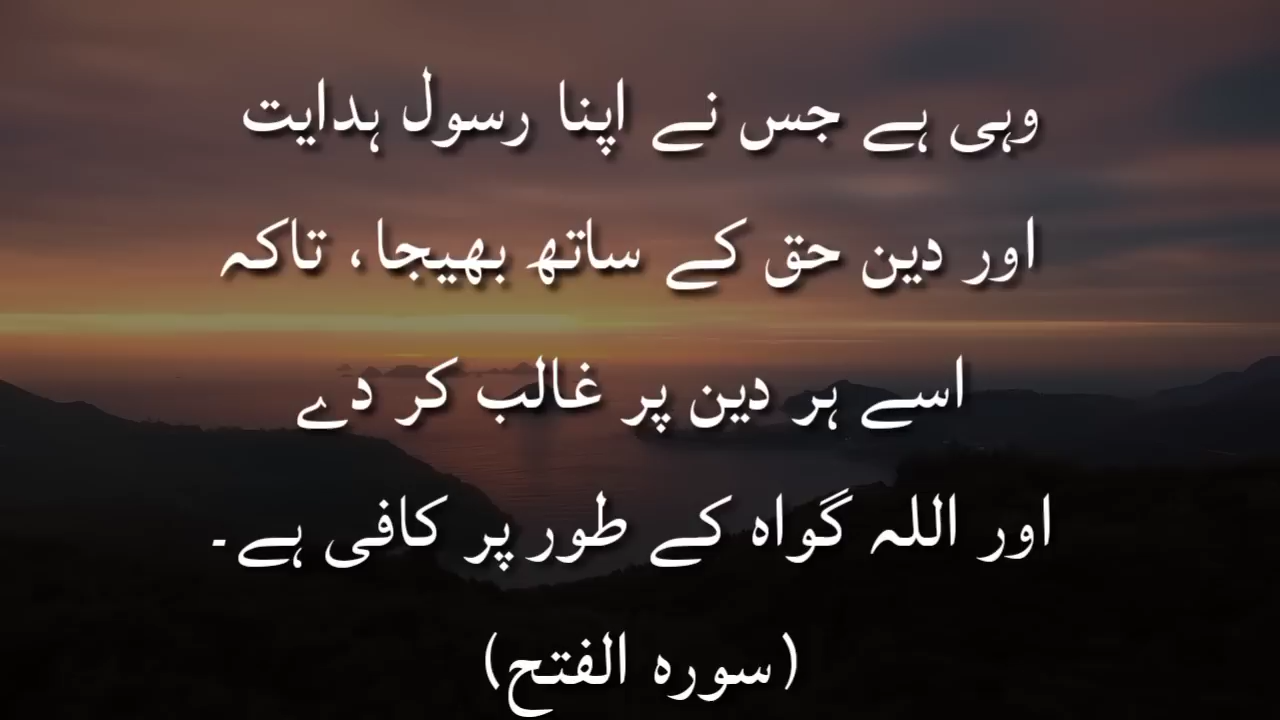 وہی ہے جس نے اپنا رسول ہدایت
اور دین حق کے ساتھ بھیجا، تاکہ
اسے ہر دین پر غالب کر دے
اور اللہ گواہ کے طور پر کافی ہے۔
(سورہ الفتح)